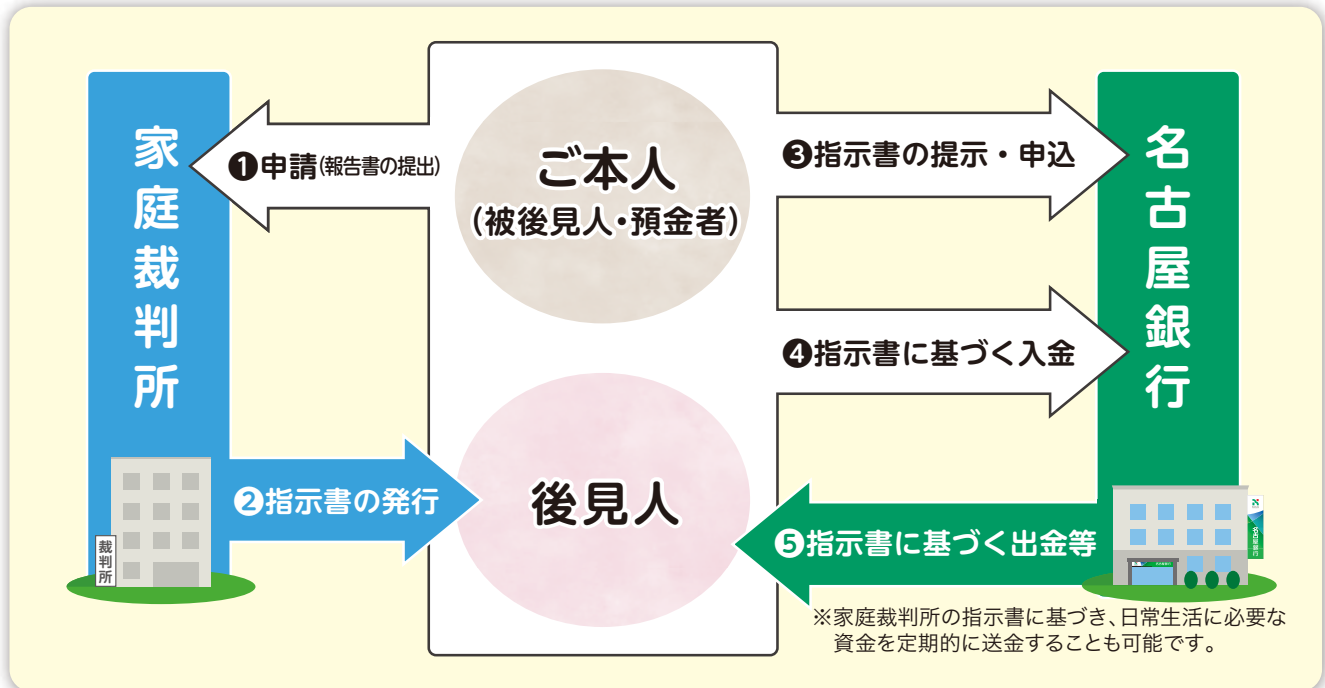 家庭裁判所
❶申請(報告書の提出)
ご本人
(被後見人・預金者)
❸指示書の提示・申込
名古屋銀行
❹指示書に基づく入金
❷指示書の発行
後見人
❺指示書に基づく出金等
裁判所
名古屋銀行
※家庭裁判所の指示書に基づき、日常生活に必要な
資金を定期的に送金することも可能です。